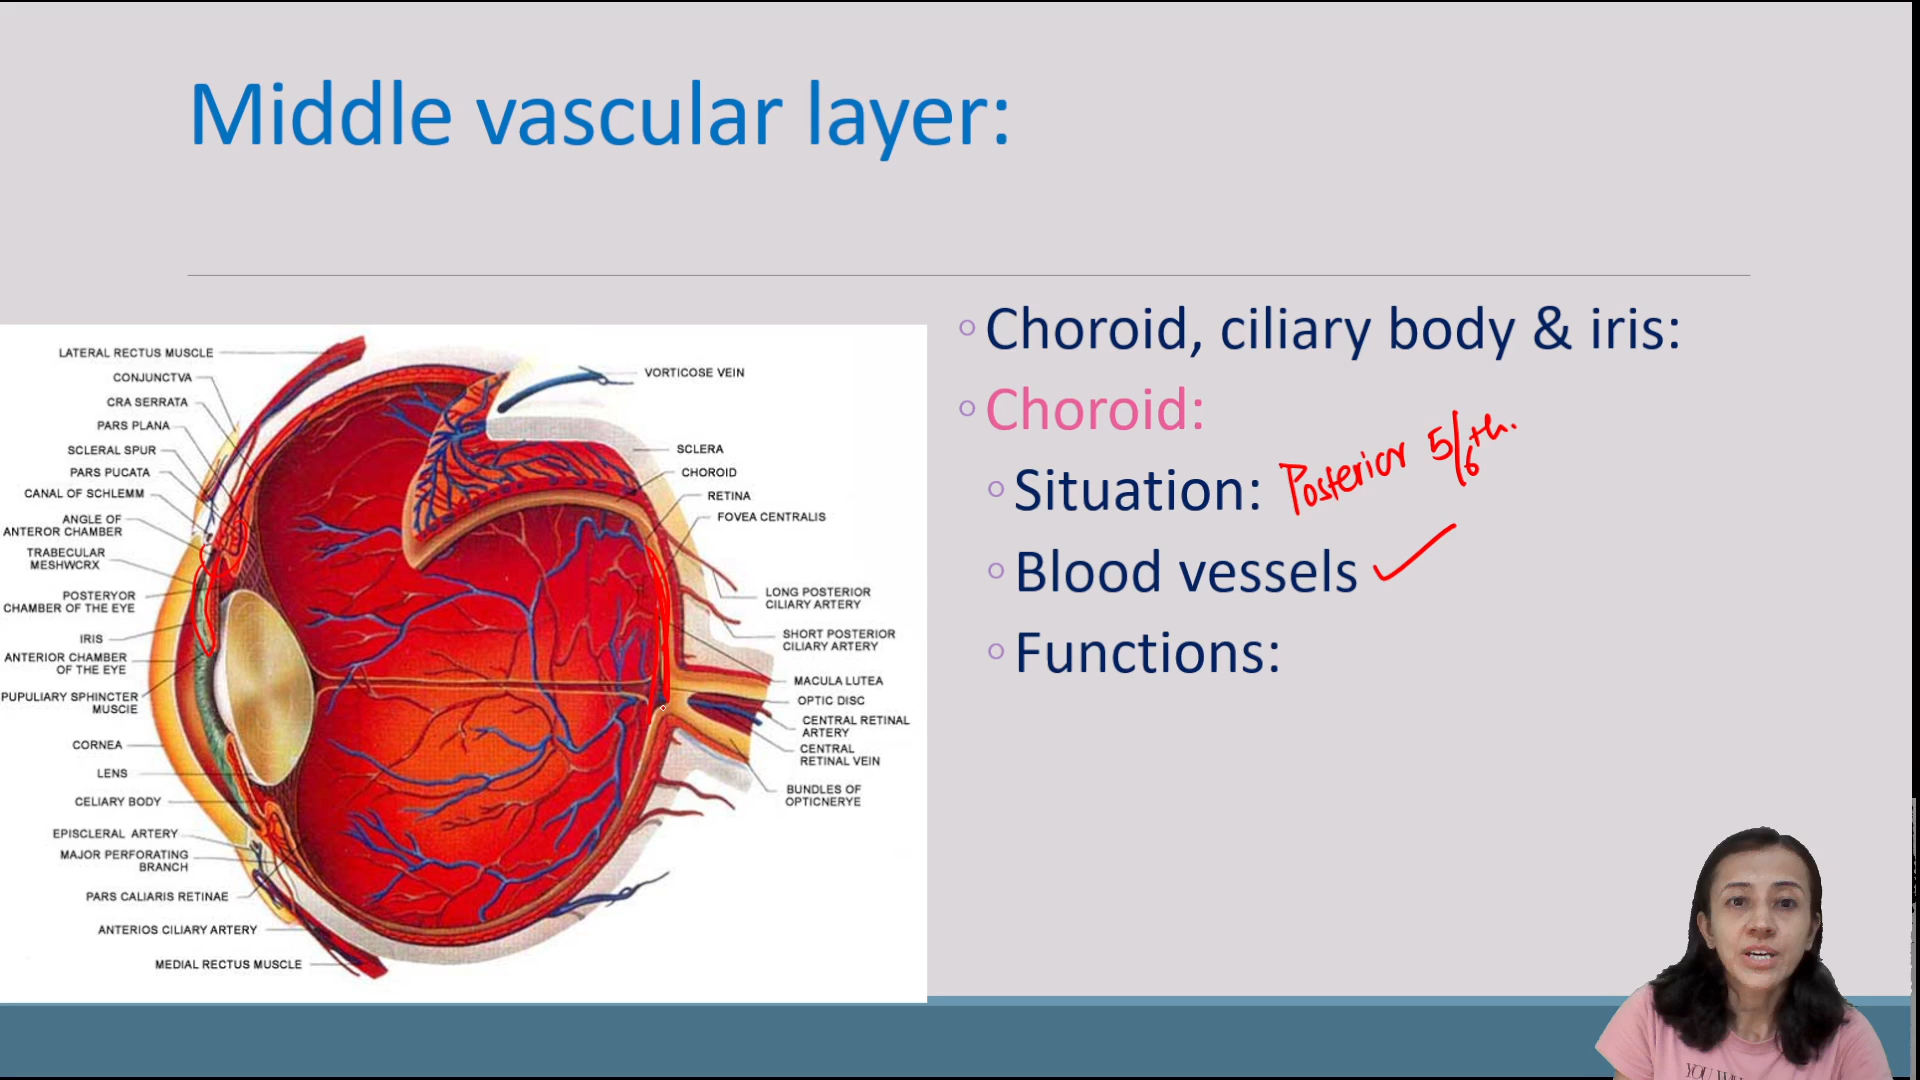 Middle vascular layer:
◦Choroid, ciliary body & iris:
◦Choroid:
◦Situation: Posterior 5/6th.
◦Blood vessels ✓
◦Functions:
LATERAL RECTUS MUSCLE
CONJUNCTVA
CRA SERRATA
PARS PLANA
SCLERAL SPUR
PARS PUCATA
CANAL OF SCHLEMM
ANGLE OF
ANTEROR CHAMBER
TRABECULAR
MESHWCRX
POSTERYOR
CHAMBER OF THE EYE
IRIS
ANTERIOR CHAMBER
OF THE EYE
PUPULIARY SPHINCTER
MUSCIE
CORNEA
LENS
CELIARY BODY
EPISCLERAL ARTERY
MAJOR PERFORATING
BRANCH
PARS CALIARIS RETINAE
ANTERIOS CILIARY ARTERY
MEDIAL RECTUS MUSCLE
VORTICOSE VEIN
SCLERA
CHOROID
RETINA
FOVEA CENTRALIS
LONG POSTERIOR
CILIARY ARTERY
SHORT POSTERIOR
CILIARY ARTERY
MACULA LUTEA
OPTIC DISC
CENTRAL RETINAL
ARTERY
CENTRAL
RETINAL VEIN
BUNDLES OF
OPTICNERYE
YOU